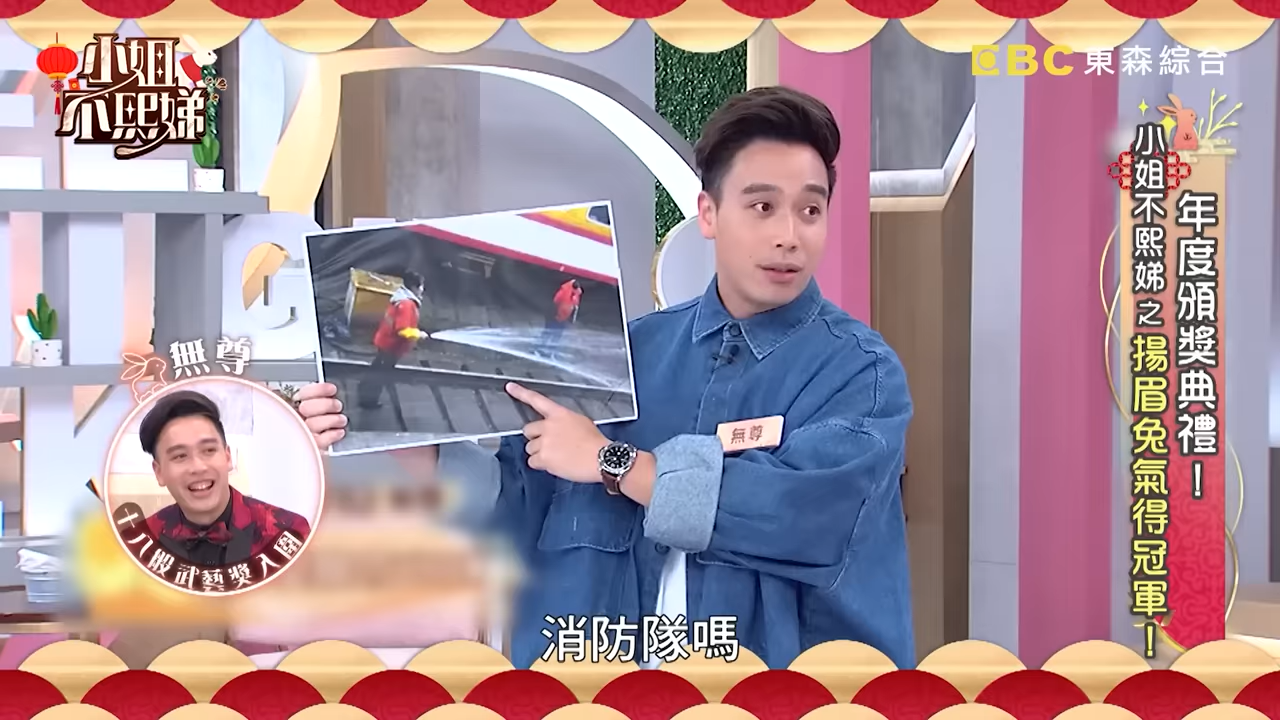 小姐
不熙娣
EBC 東森綜合
年度頒獎典禮！
小姐不熙娣之揚眉兔氣得冠軍！
無尊
十八般武藝獎入圍
無尊
消防隊嗎